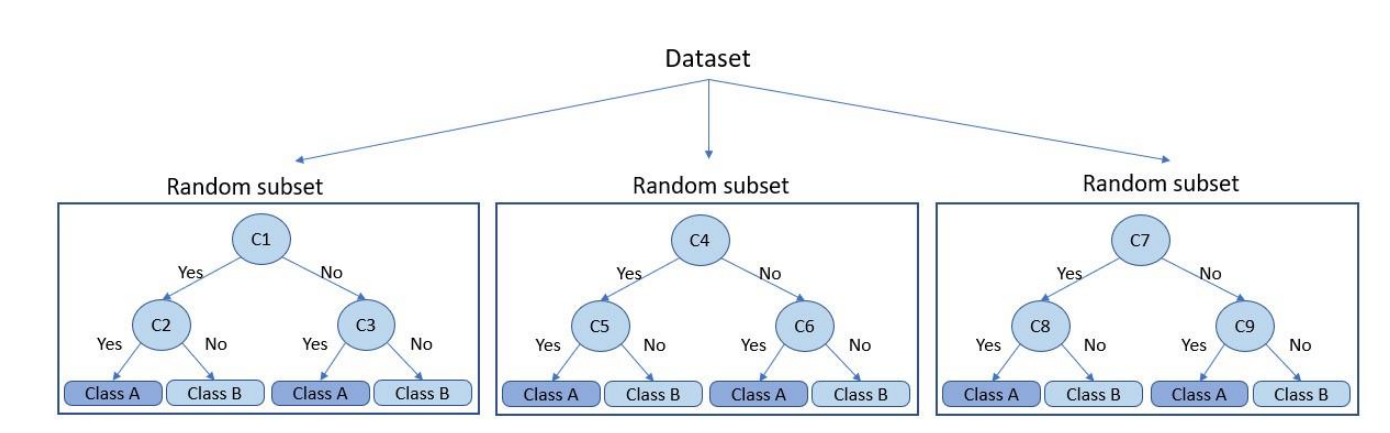 Dataset
Random subset Random subset Random subset
C1 C4 C7
Yes No Yes No Yes No
C2 C3 C5 C6 C8 C9
Yes No Yes No Yes No Yes No Yes No Yes No
Class A Class B Class A Class B Class A Class B Class A Class B Class A Class B Class A Class B